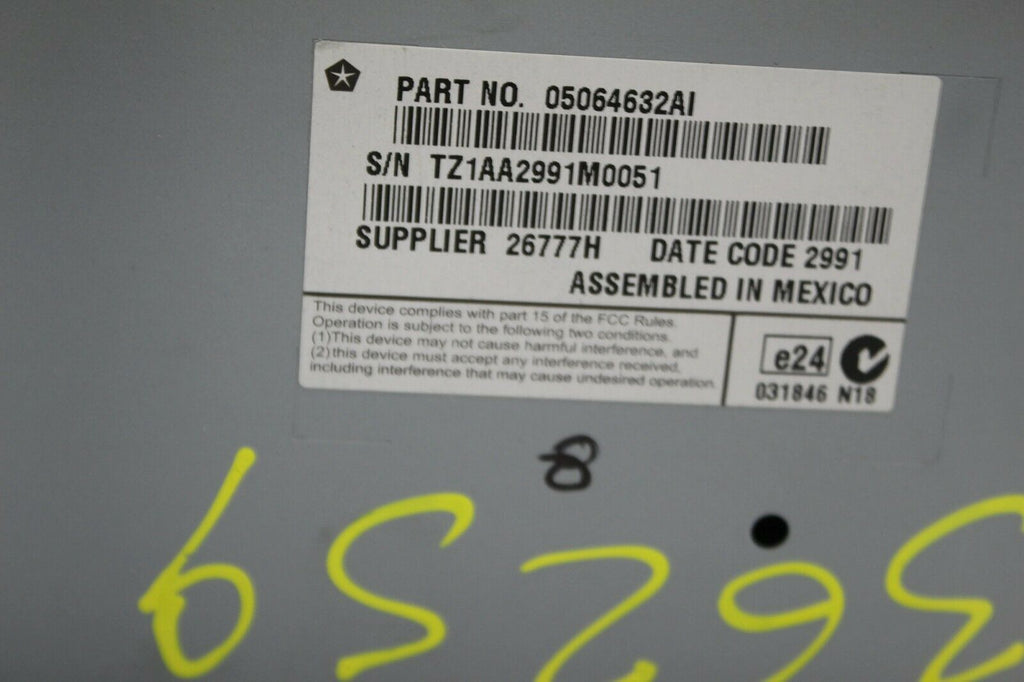 PART NO. 05064632AI
S/N TZ1AA2991M0051
SUPPLIER 26777H DATE CODE 2991
ASSEMBLED IN MEXICO
This device complies with part 15 of the FCC Rules.
Operation is subject to the following two conditions.
(1)This device may not cause harmful interference, and
(2)this device must accept any interference received,
including interference that may cause undesired operation.
e24
031846 N18
8